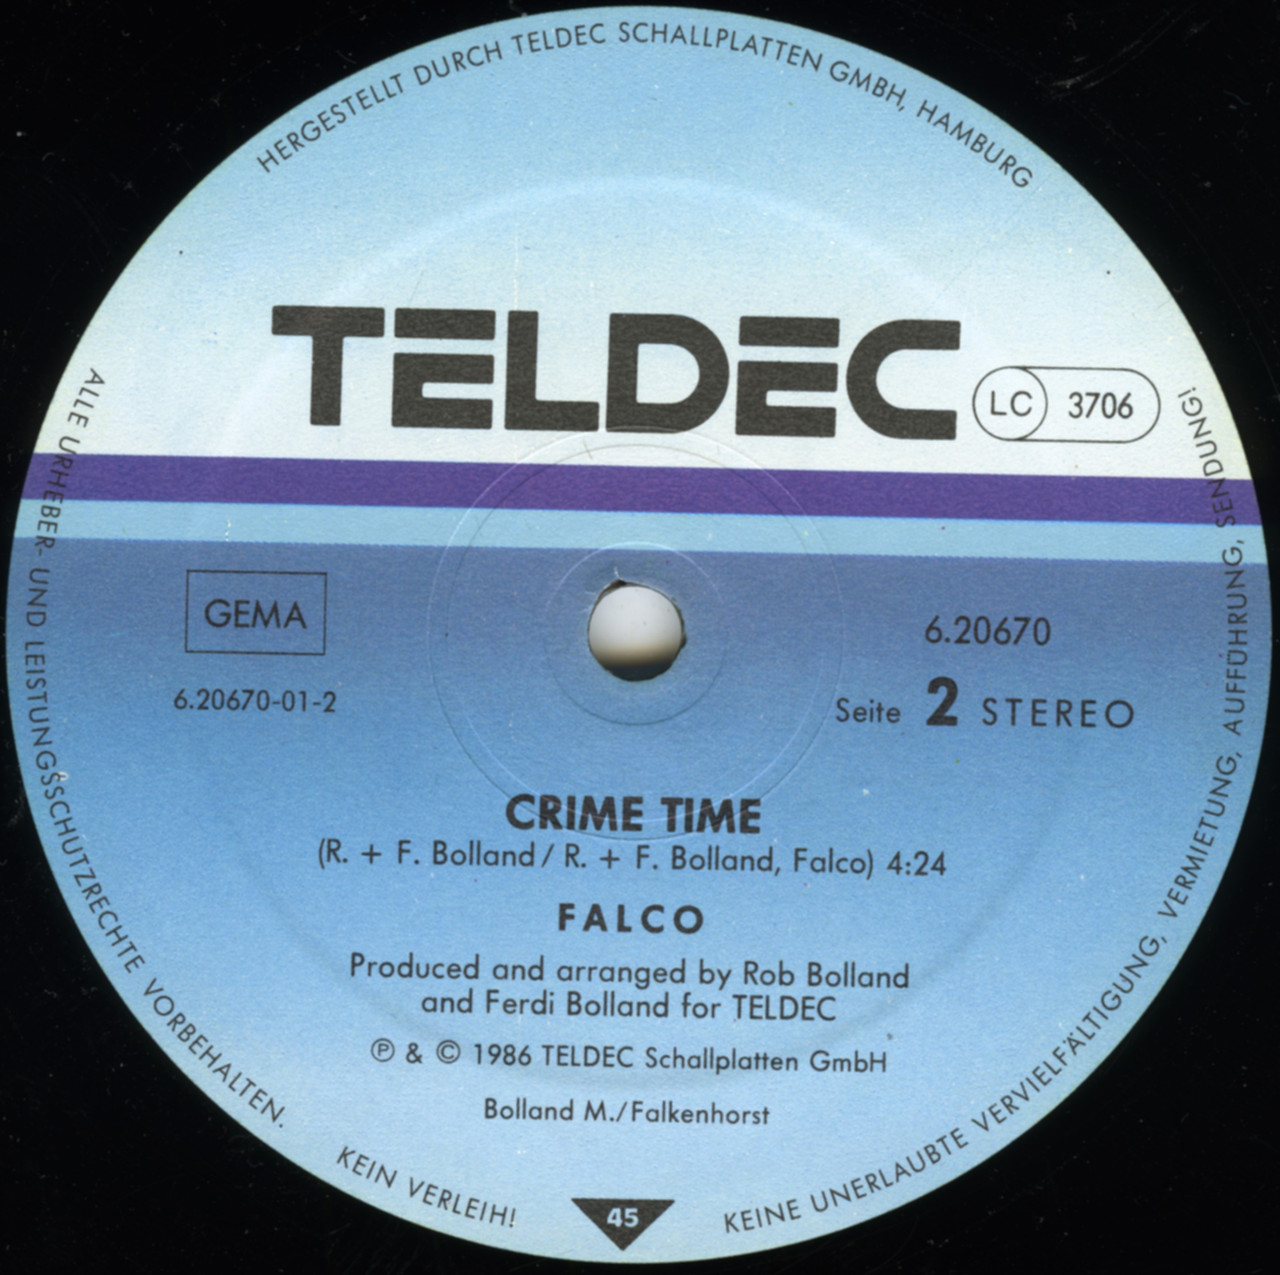 HERGESTELLT DURCH TELDEC SCHALLPLATTEN GMBH, HAMBURG
TELDEC
LC 3706
GEMA
6.20670
6.20670-01-2
Seite 2 STEREO
CRIME TIME
(R. + F. Bolland / R. + F. Bolland, Falco) 4:24
FALCO
Produced and arranged by Rob Bolland
and Ferdi Bolland for TELDEC
℗ & © 1986 TELDEC Schallplatten GmbH
Bolland M./Falkenhorst
45
ALLE URHEBER- UND LEISTUNGSSCHUTZRECHTE VORBEHALTEN.
KEIN VERLEIH!
KEINE UNERLAUBTE VERVIELFÄLTIGUNG, VERMIETUNG, AUFFÜHRUNG, SENDUNG!